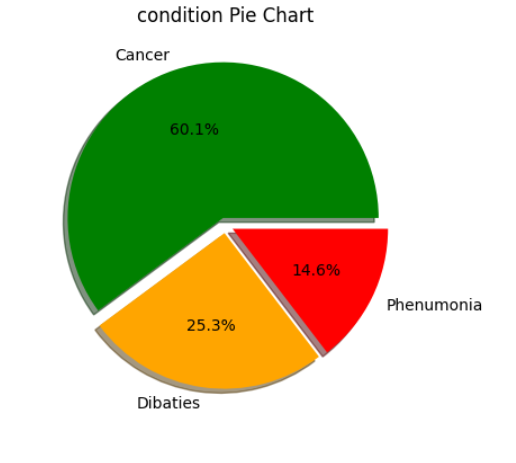 condition Pie Chart
Cancer
60.1%
14.6%
Phenumonia
25.3%
Dibaties